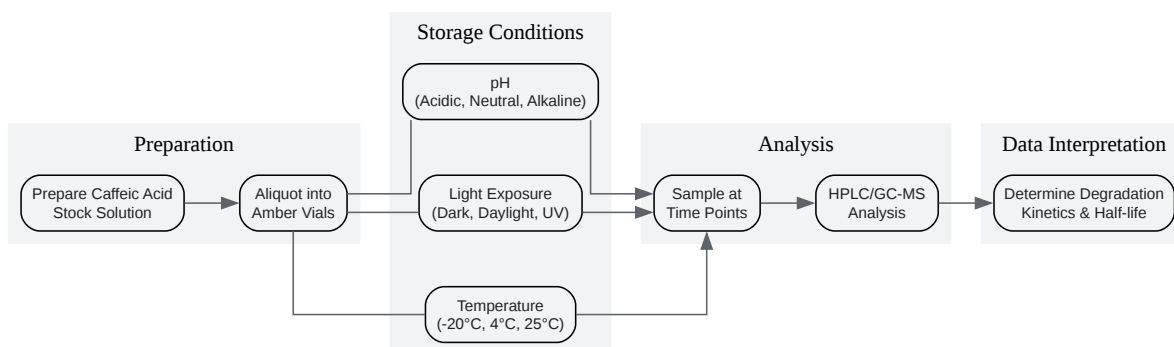 Storage Conditions
pH
(Acidic, Neutral, Alkaline)
Preparation
Analysis
Data Interpretation
Prepare Caffeic Acid
Stock Solution
Aliquot into
Amber Vials
Light Exposure
(Dark, Daylight, UV)
Sample at
Time Points
HPLC/GC-MS
Analysis
Determine Degradation
Kinetics & Half-life
Temperature
(-20°C, 4°C, 25°C)